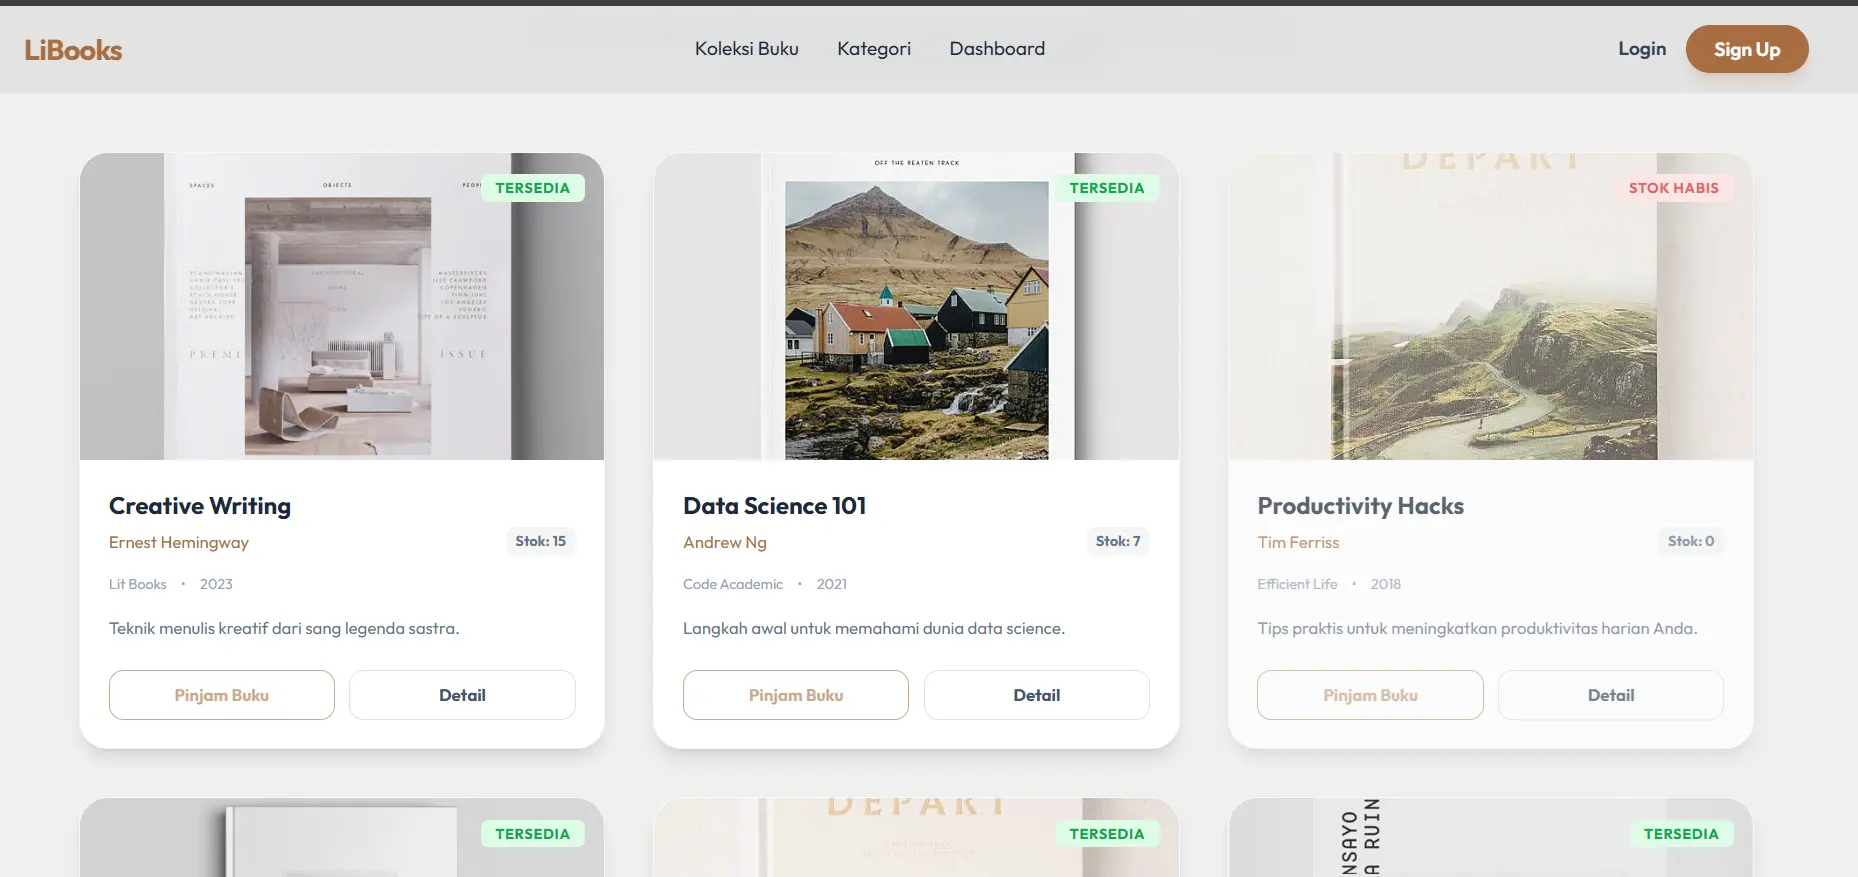 LiBooks
Koleksi Buku Kategori Dashboard
Login Sign Up
SPACES OBJECTS
TERSEDIA
PREMI ISSUE
OFF THE BEATEN TRACK
TERSEDIA
DEPART
STOK HABIS
Creative Writing
Ernest Hemingway
Stok: 15
Lit Books • 2023
Teknik menulis kreatif dari sang legenda sastra.
Pinjam Buku Detail
Data Science 101
Andrew Ng
Stok: 7
Code Academic • 2021
Langkah awal untuk memahami dunia data science.
Pinjam Buku Detail
Productivity Hacks
Tim Ferriss
Stok: 0
Efficient Life • 2018
Tips praktis untuk meningkatkan produktivitas harian Anda.
Pinjam Buku Detail
TERSEDIA
DEPART
TERSEDIA
NSAYO
A RUIN
TERSEDIA